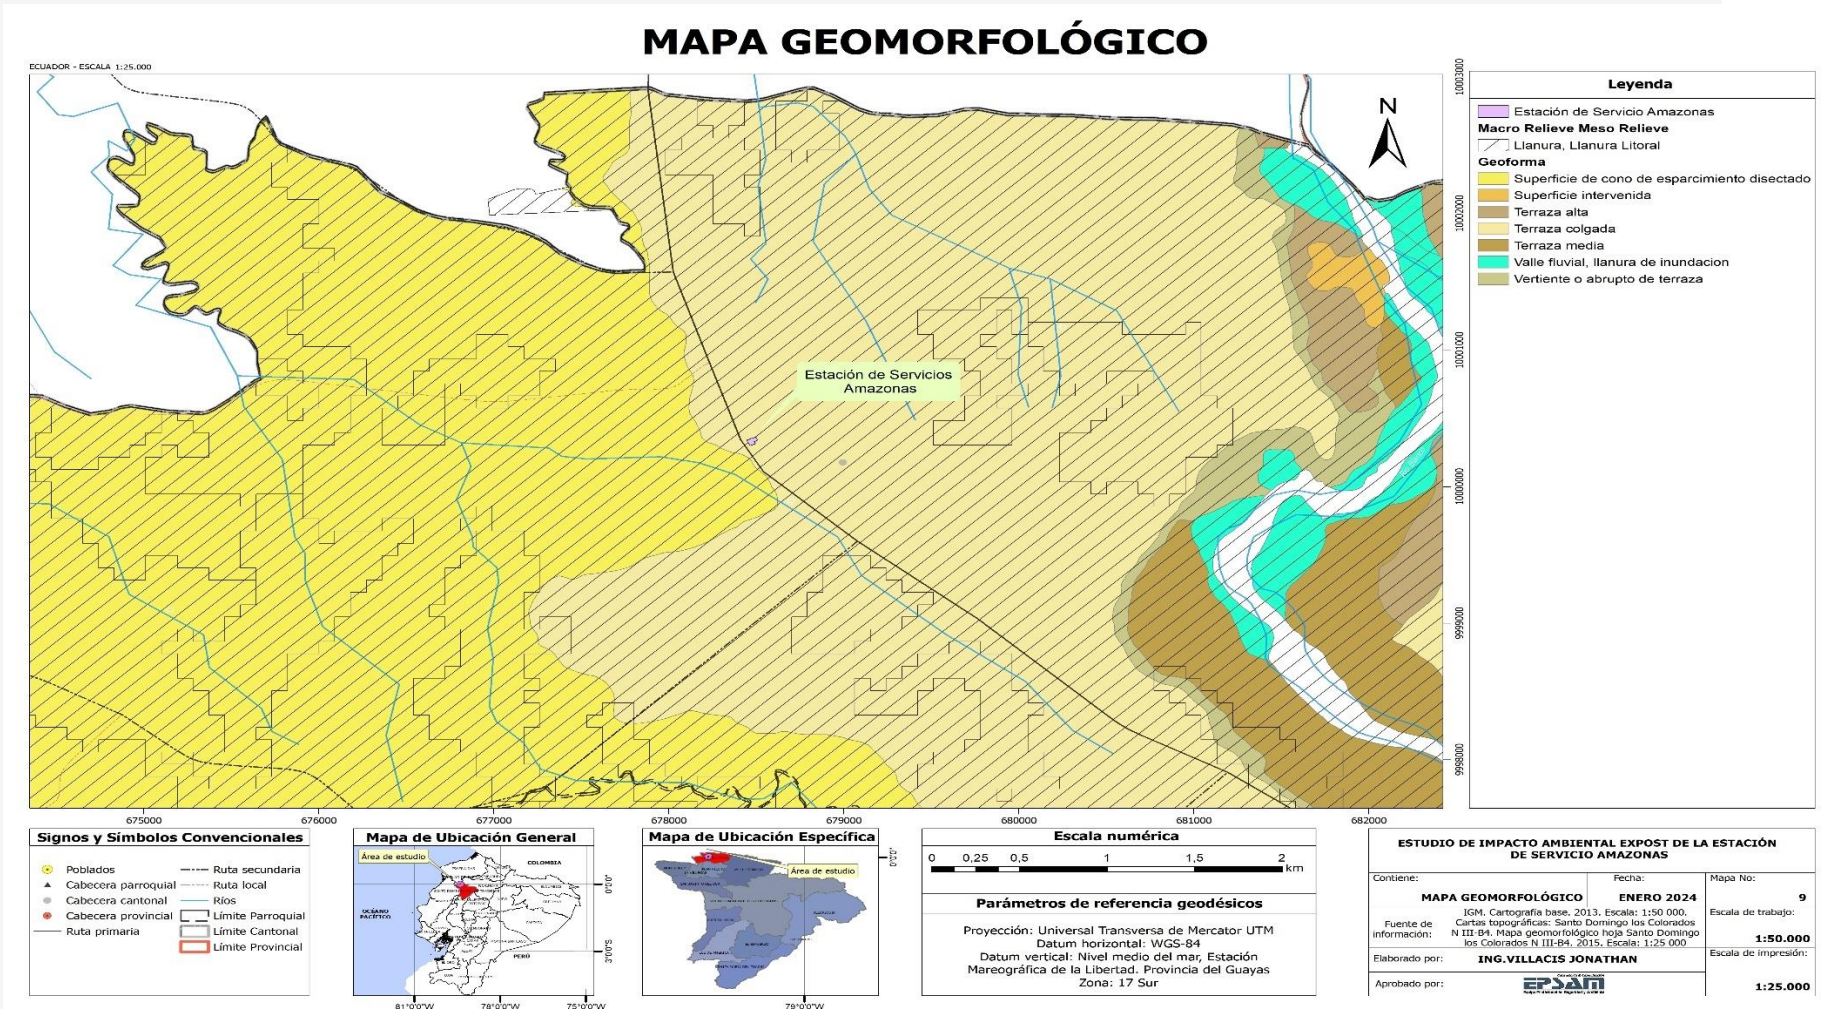 MAPA GEOMORFOLÓGICO
ECUADOR - ESCALA 1:25.000
N
Estación de Servicios
Amazonas
10003000
10002000
10001000
10000000
9999000
9998000
675000
676000
677000
678000
679000
680000
681000
682000
Leyenda
Estación de Servicio Amazonas
Macro Relieve Meso Relieve
Llanura, Llanura Litoral
Geoforma
Superficie de cono de esparcimiento disectado
Superficie intervenida
Terraza alta
Terraza colgada
Terraza media
Valle fluvial, llanura de inundacion
Vertiente o abrupto de terraza
Signos y Símbolos Convencionales
Poblados
Cabecera parroquial
Cabecera cantonal
Cabecera provincial
Ruta primaria
Ruta secundaria
Ruta local
Ríos
Límite Parroquial
Límite Cantonal
Límite Provincial
Mapa de Ubicación General
Área de estudio
COLOMBIA
OCÉANO
PACÍFICO
PERÚ
0°0'0"
3°0'0"S
81°0'0"W
78°0'0"W
75°0'0"W
Mapa de Ubicación Específica
Área de estudio
0°0'0"
79°0'0"W
Escala numérica
0 0,25 0,5 1 1,5 2
km
Parámetros de referencia geodésicos
Proyección: Universal Transversa de Mercator UTM
Datum horizontal: WGS-84
Datum vertical: Nivel medio del mar, Estación
Mareográfica de la Libertad. Provincia del Guayas
Zona: 17 Sur
ESTUDIO DE IMPACTO AMBIENTAL EXPOST DE LA ESTACIÓN
DE SERVICIO AMAZONAS
Contiene:
MAPA GEOMORFOLÓGICO
Fecha:
ENERO 2024
Mapa No:
9
Fuente de
información:
IGM. Cartografía base. 2013. Escala: 1:50 000.
Cartas topográficas: Santo Domingo los Colorados
N III-B4. Mapa geomorfológico hoja Santo Domingo
los Colorados N III-B4. 2015. Escala: 1:25 000
Escala de trabajo:
1:50.000
Elaborado por:
ING.VILLACIS JONATHAN
Escala de impresión:
1:25.000
Aprobado por:
EPSAM